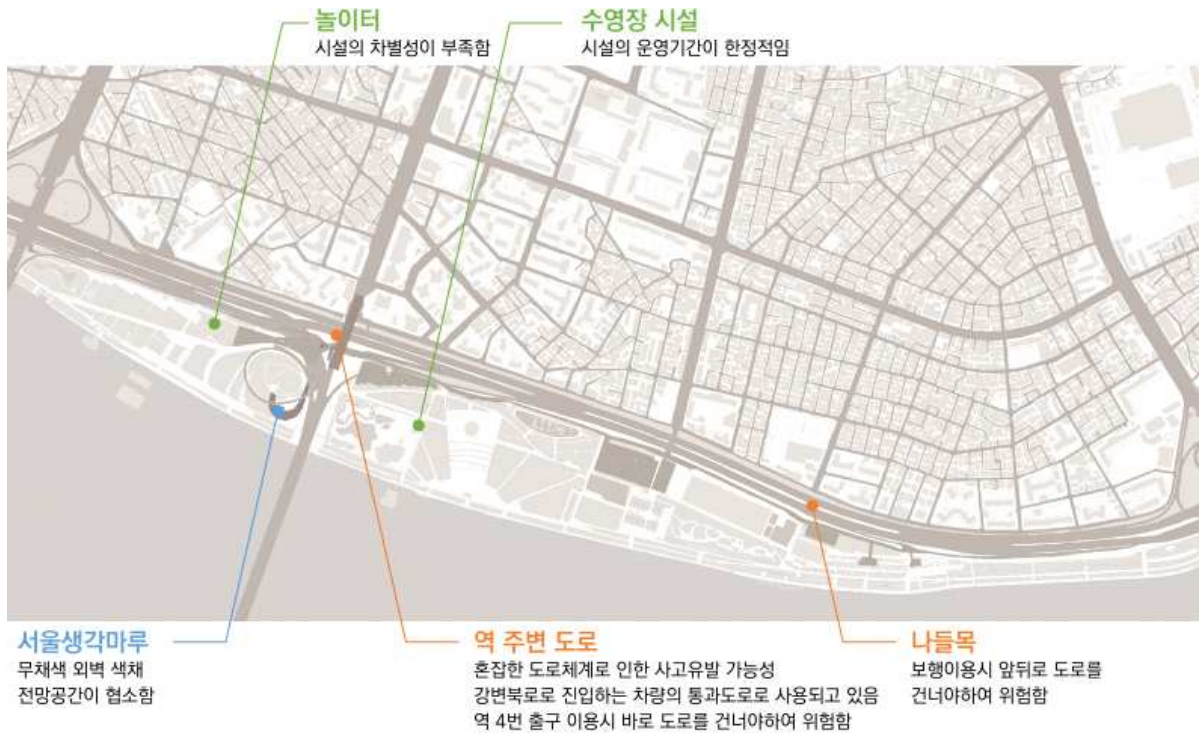 놀이터
시설의 차별성이 부족함
수영장 시설
시설의 운영기간이 한정적임
서울생각마루
무채색 외벽 색채
전망공간이 협소함
역 주변 도로
혼잡한 도로체계로 인한 사고유발 가능성
강변북로로 진입하는 차량의 통과도로로 사용되고 있음
역 4번 출구 이용시 바로 도로를 건너야하여 위험함
나들목
보행이용시 앞뒤로 도로를
건너야하여 위험함